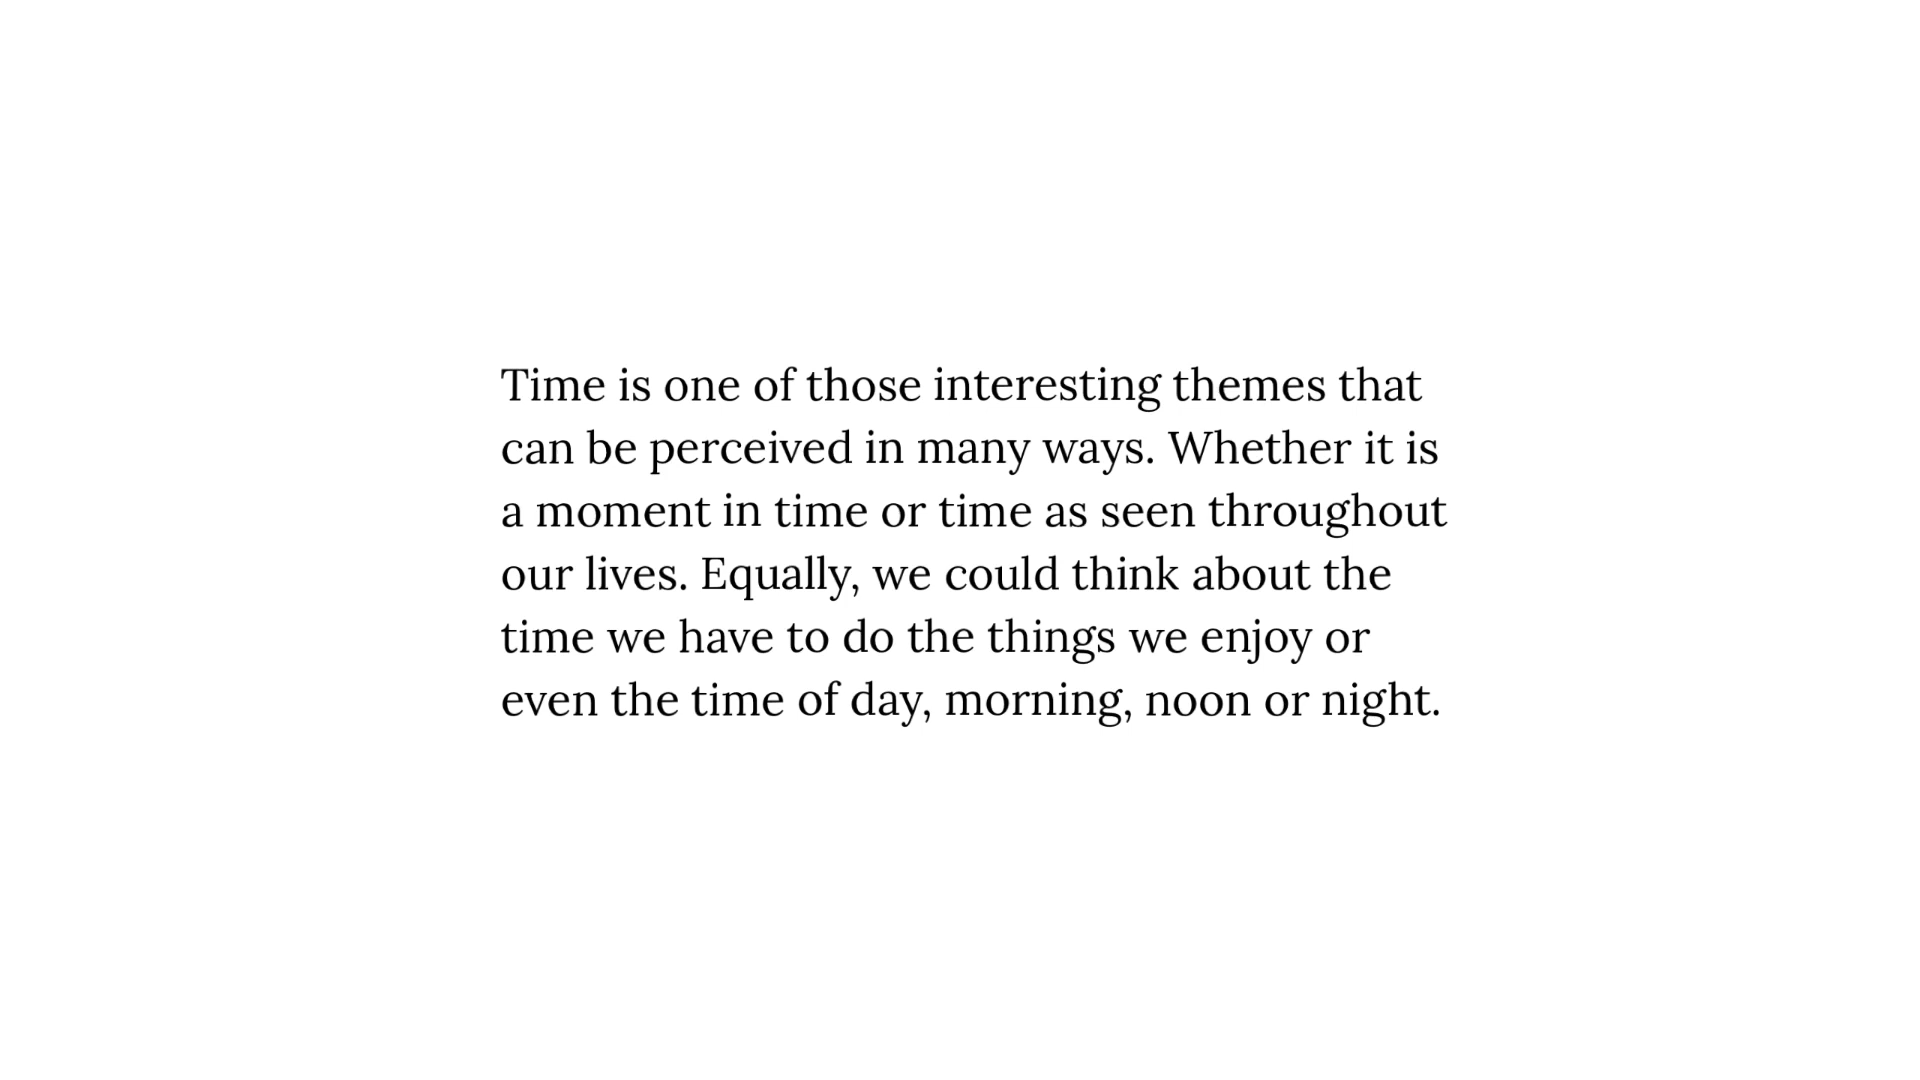 Time is one of those interesting themes that
can be perceived in many ways. Whether it is
a moment in time or time as seen throughout
our lives. Equally, we could think about the
time we have to do the things we enjoy or
even the time of day, morning, noon or night.